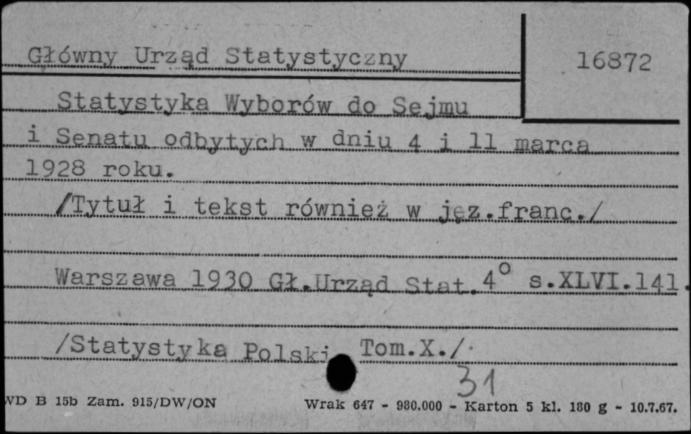 Główny Urząd Statystyczny
16872
Statystyka Wyborów do Sejmu
i Senatu odbytych w dniu 4 i 11 marca
1928 roku.
/Tytuł i tekst również w jęz.franc./
Warszawa 1930 Gł.Urząd Stat.4° s.XLVI.141.
/Statystyka Polski Tom.X./
31
WD B 15b Zam. 915/DW/ON
Wrak 647 - 980.000 - Karton 5 kl. 180 g - 10.7.67.